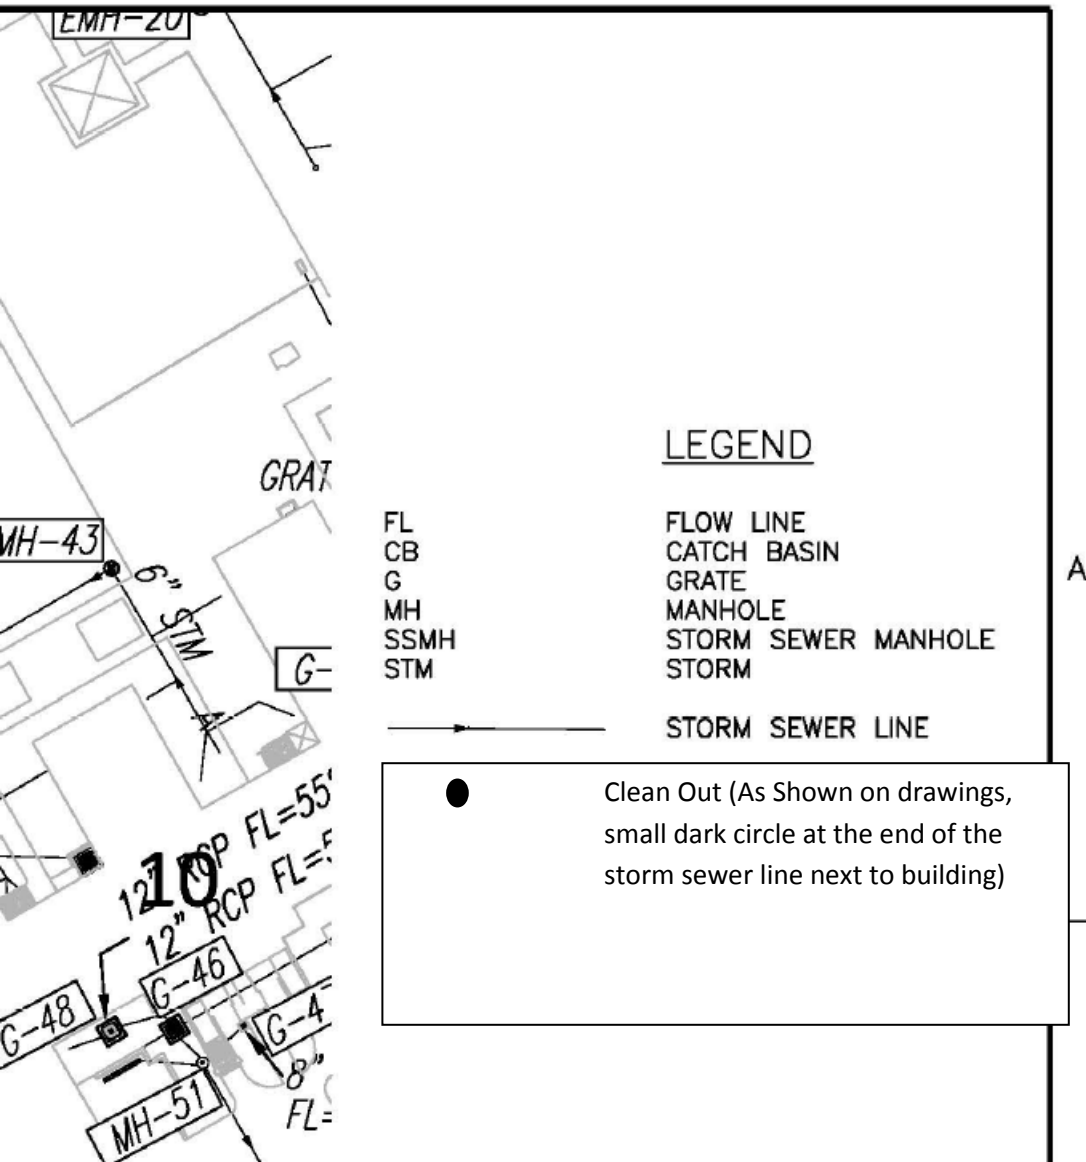 EMH-20
GRAT
MH-43
6" STM
G-
12" RCP FL=55
12" RCP FL=5
10
G-46
G-48
G-4
8"
FL=
MH-51
LEGEND
FL FLOW LINE
CB CATCH BASIN
G GRATE
MH MANHOLE
SSMH STORM SEWER MANHOLE
STM STORM
STORM SEWER LINE
Clean Out (As Shown on drawings,
small dark circle at the end of the
storm sewer line next to building)
A